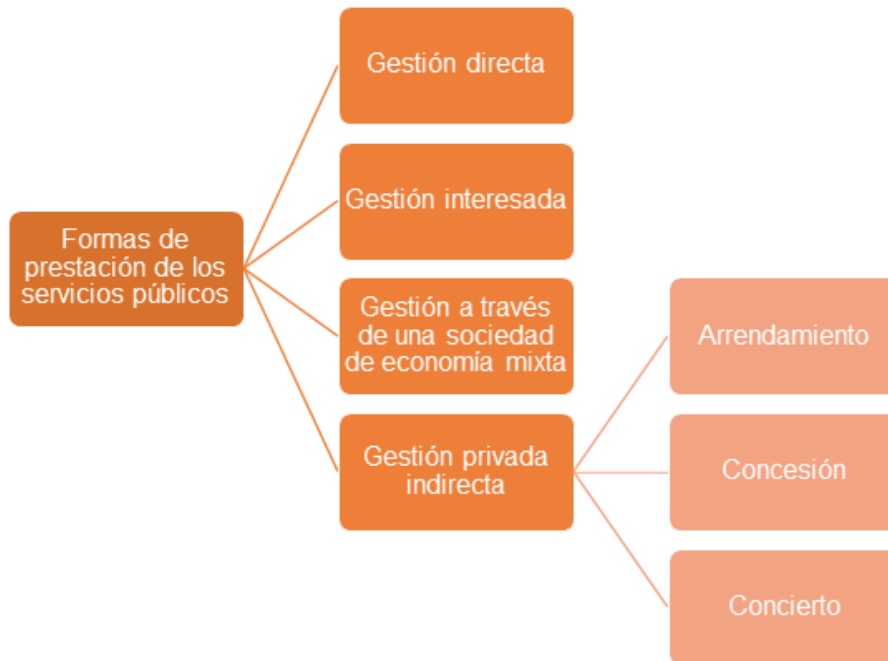 Formas de
prestación de los
servicios públicos
Gestión directa
Gestión interesada
Gestión a través
de una sociedad
de economía mixta
Gestión privada
indirecta
Arrendamiento
Concesión
Concierto